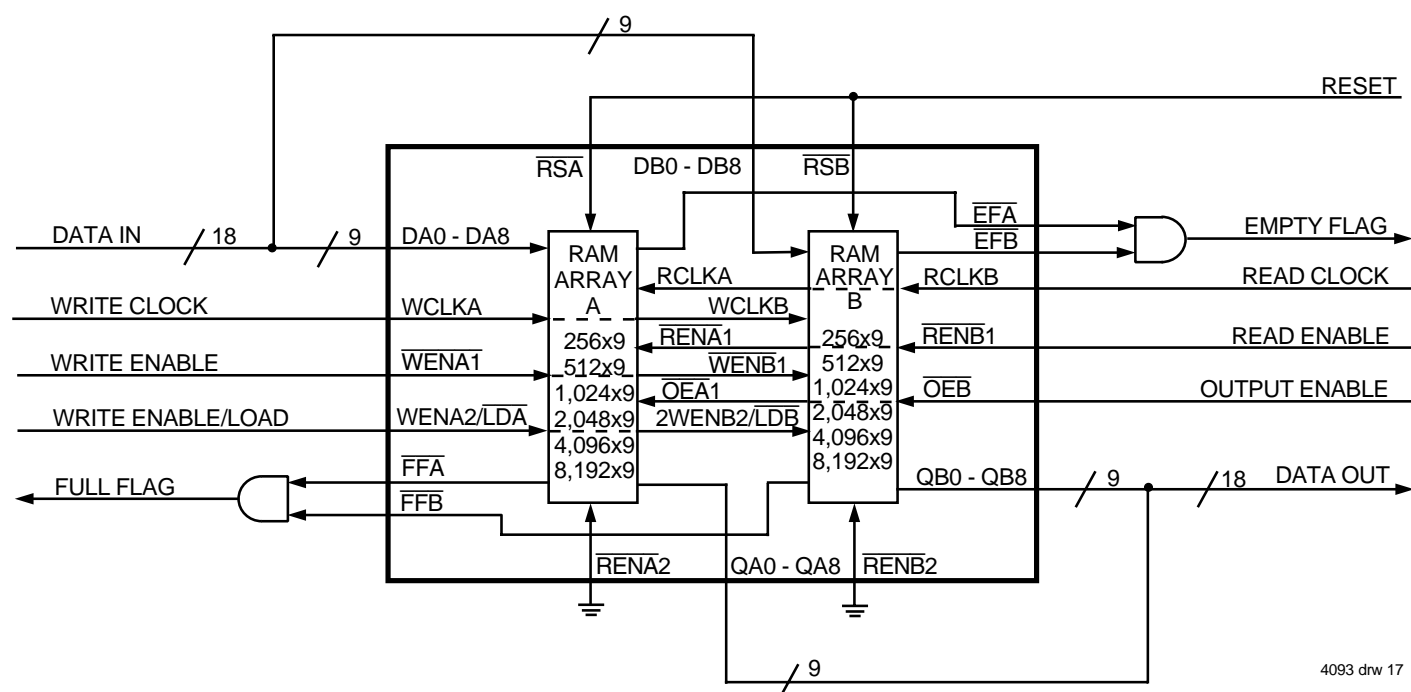 9
RESET
RSA
DB0 - DB8
RSB
DATA IN
18
9
DA0 - DA8
EFA
EFB
EMPTY FLAG
RAM
ARRAY
A
256x9
512x9
1,024x9
2,048x9
4,096x9
8,192x9
RAM
ARRAY
B
256x9
512x9
1,024x9
2,048x9
4,096x9
8,192x9
RCLKA
RCLKB
READ CLOCK
WRITE CLOCK
WCLKA
WCLKB
RENA1
RENB1
READ ENABLE
WRITE ENABLE
WENA1
WENB1
OEA1
OEB
OUTPUT ENABLE
WRITE ENABLE/LOAD
WENA2/LDA
2WENB2/LDB
FFA
FULL FLAG
FFB
QB0 - QB8
9
18
DATA OUT
RENA2
QA0 - QA8
RENB2
9
4093 drw 17